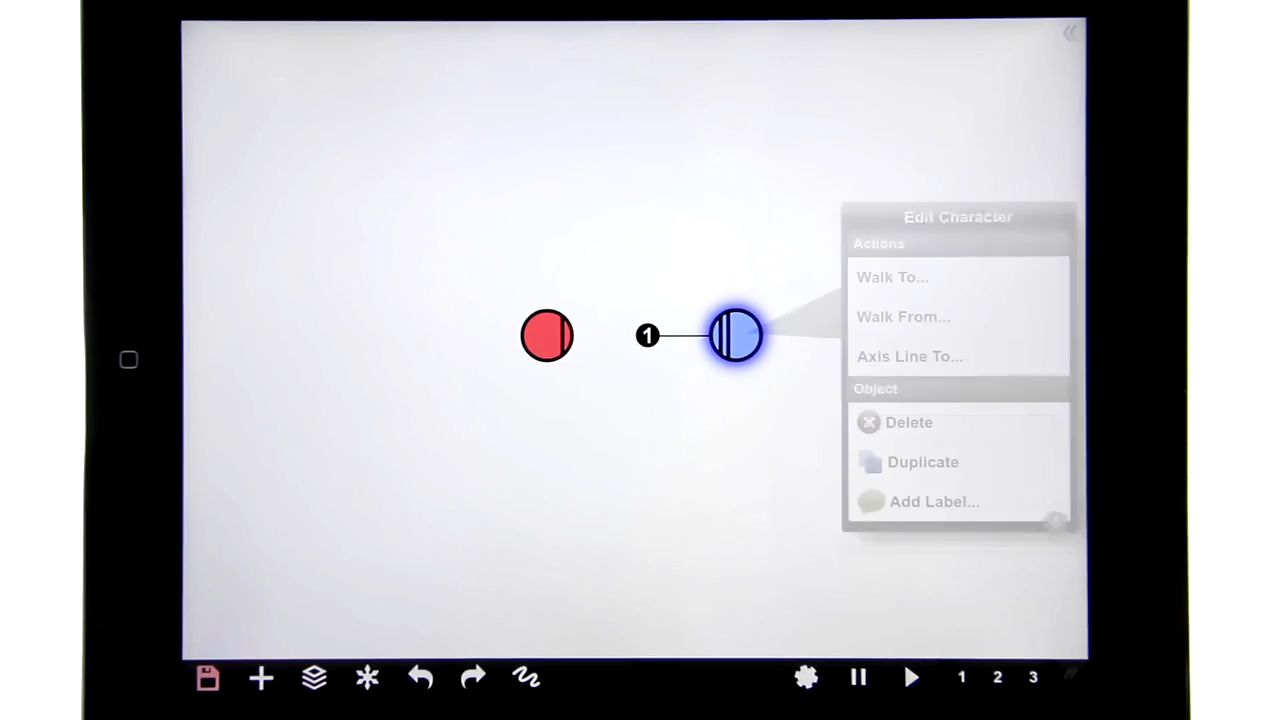 Edit Character
Actions
Walk To...
1
Walk From...
Axis Line To...
Object
Delete
Duplicate
Add Label...
1 2 3